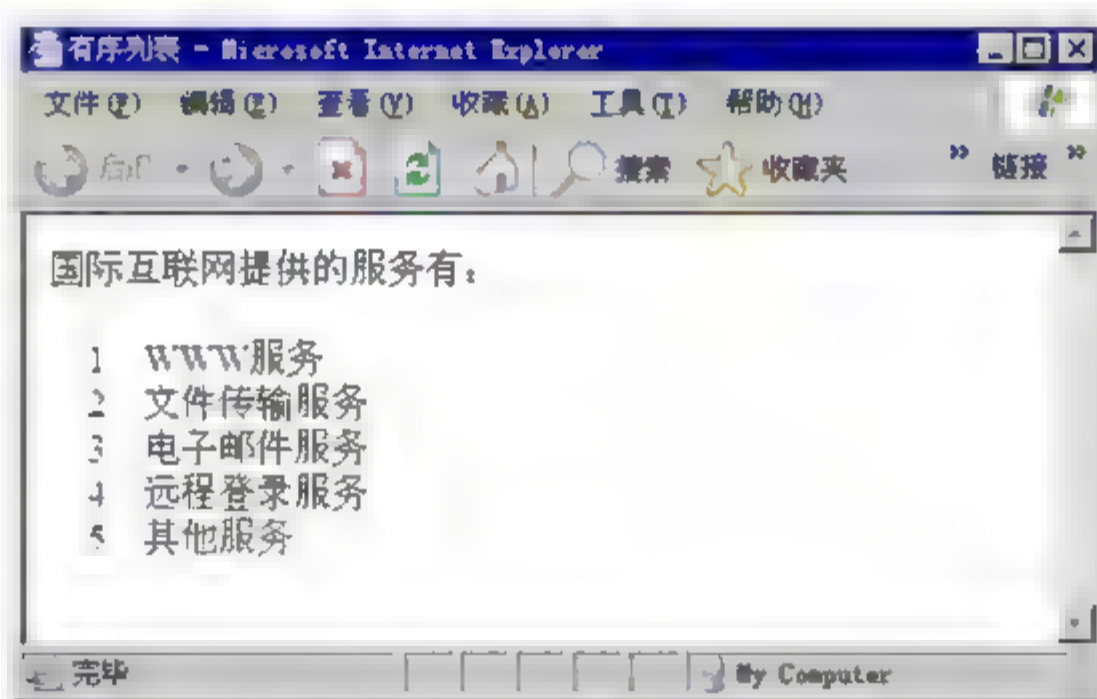 有序列表 - Microsoft Internet Explorer
文件(F) 编辑(E) 查看(V) 收藏(A) 工具(T) 帮助(H)
后退 搜索 收藏夹 » 链接 »
国际互联网提供的服务有:
1 WWW服务
2 文件传输服务
3 电子邮件服务
4 远程登录服务
5 其他服务
完毕 My Computer